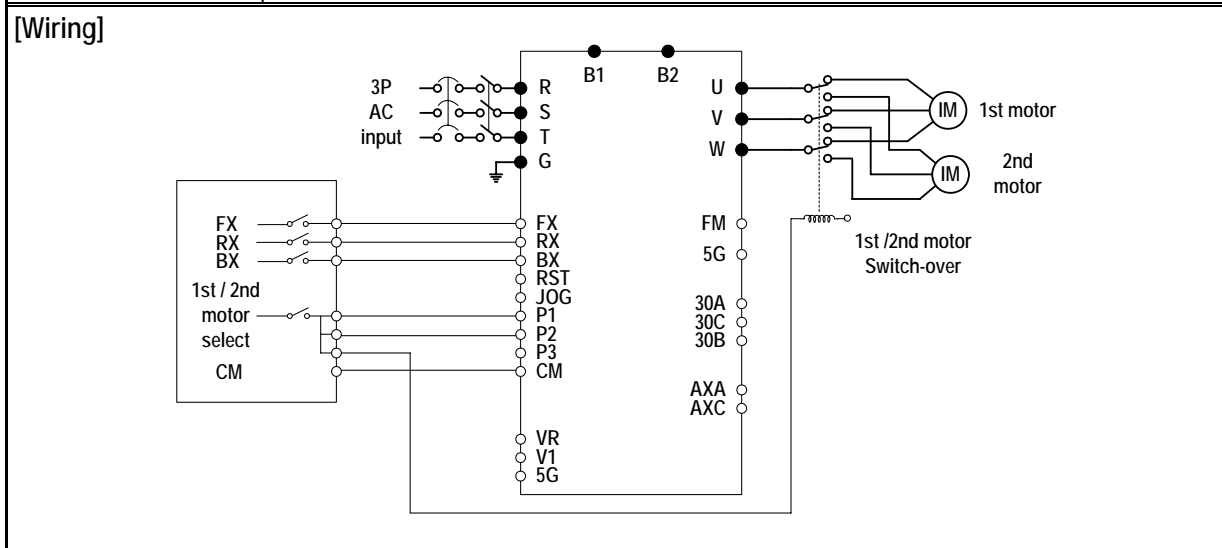 [Wiring]
B1
B2
3P
AC
input
R
S
T
G
U
V
W
IM
1st motor
IM
2nd
motor
1st /2nd motor
Switch-over
FX
RX
BX
1st / 2nd
motor
select
CM
FX
RX
BX
RST
JOG
P1
P2
P3
CM
VR
V1
5G
FM
5G
30A
30C
30B
AXA
AXC